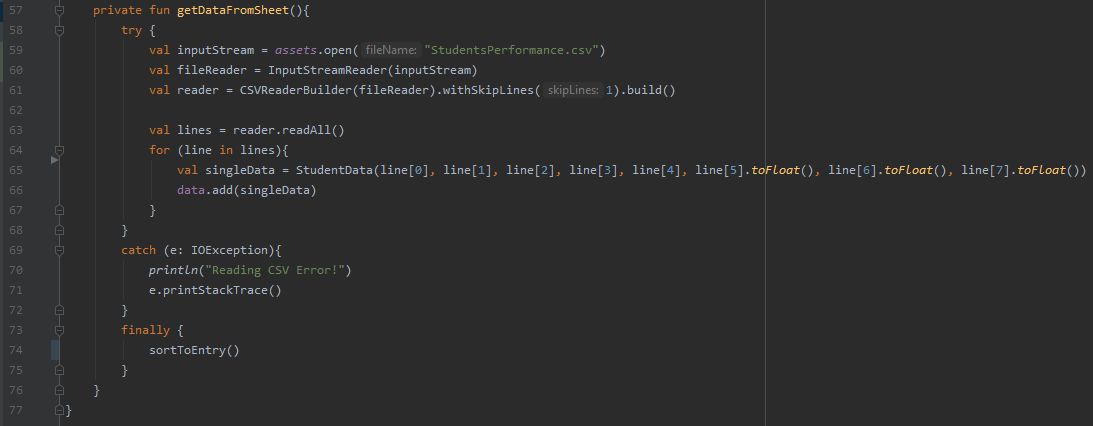 57 private fun getDataFromSheet(){
58 try {
59 val inputStream = assets.open( fileName: "StudentsPerformance.csv")
60 val fileReader = InputStreamReader(inputStream)
61 val reader = CSVReaderBuilder(fileReader).withSkipLines( skipLines: 1).build()
62
63 val lines = reader.readAll()
64 for (line in lines){
65 val singleData = StudentData(line[0], line[1], line[2], line[3], line[4], line[5].toFloat(), line[6].toFloat(), line[7].toFloat())
66 data.add(singleData)
67 }
68 }
69 catch (e: IOException){
70 println("Reading CSV Error!")
71 e.printStackTrace()
72 }
73 finally {
74 sortToEntry()
75 }
76 }
77 }